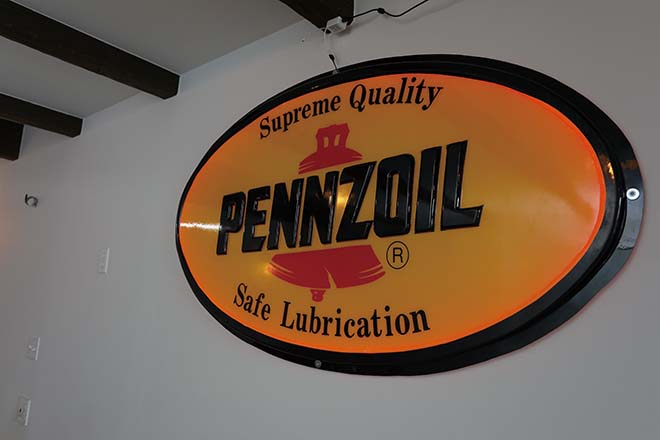 Supreme Quality
PENNZOIL
®
Safe Lubrication